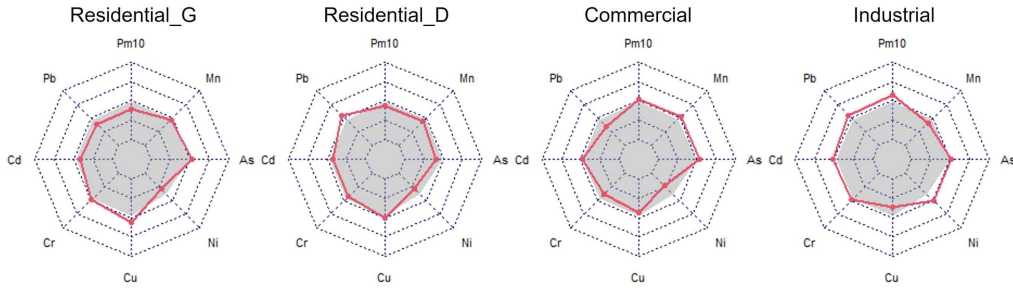 Residential_G
Residential_D
Commercial
Industrial
Pm10
Pm10
Pm10
Pm10
Pb
Mn
Pb
Mn
Pb
Mn
Pb
Mn
Cd
As
Cd
As
Cd
As
Cd
As
Cr
Ni
Cr
Ni
Cr
Ni
Cr
Ni
Cu
Cu
Cu
Cu